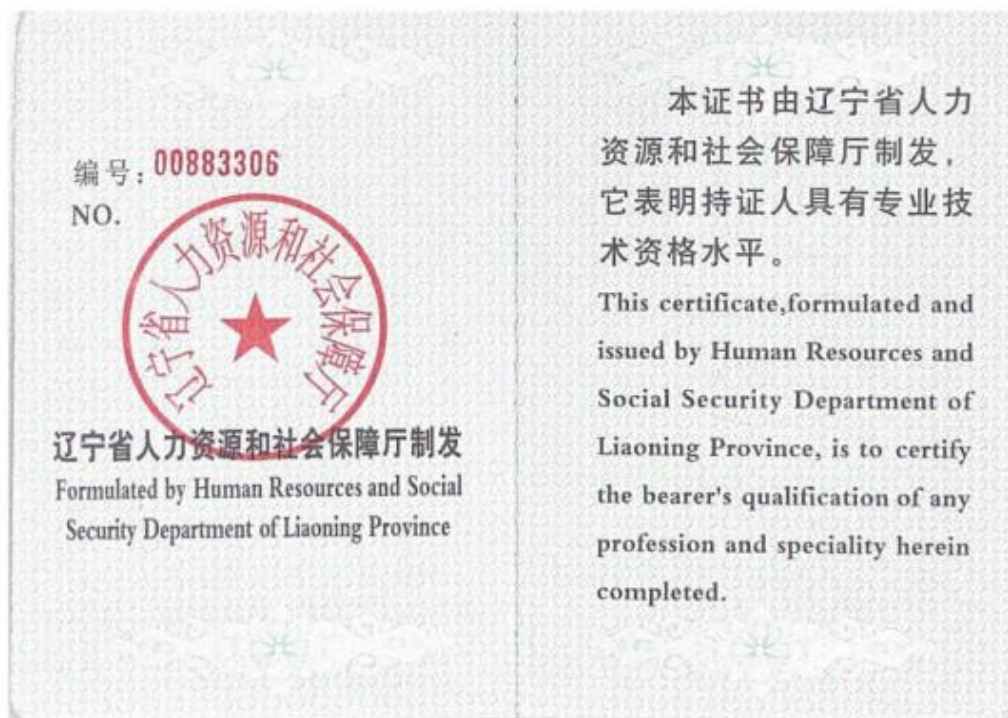 编号：00883306
NO.
辽宁省人力资源和社会保障厅
辽宁省人力资源和社会保障厅制发
Formulated by Human Resources and Social
Security Department of Liaoning Province
本证书由辽宁省人力
资源和社会保障厅制发，
它表明持证人具有专业技
术资格水平。
This certificate,formulated and
issued by Human Resources and
Social Security Department of
Liaoning Province, is to certify
the bearer's qualification of any
profession and speciality herein
completed.